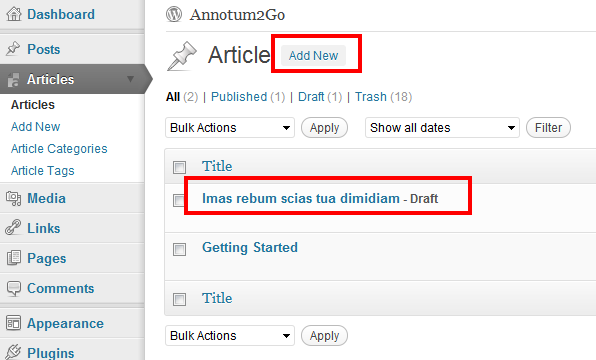 Dashboard
Posts
Articles
Articles
Add New
Article Categories
Article Tags
Media
Links
Pages
Comments
Appearance
Plugins
Annotum2Go
Article Add New
All (2) | Published (1) | Draft (1) | Trash (18)
Bulk Actions Apply Show all dates Filter
Title
Imas rebum scias tua dimidiam - Draft
Getting Started
Title
Bulk Actions Apply